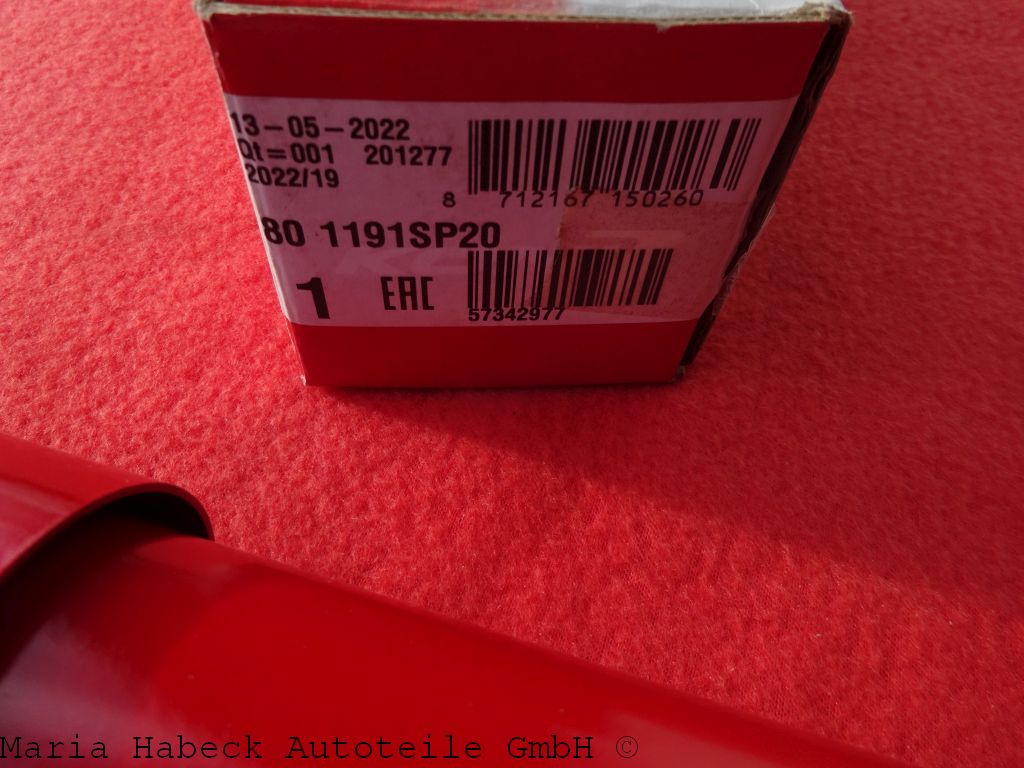 13-05-2022
Qt=001 201277
2022/19
8 712167 150260
80 1191SP20
1 EAC
57342977
Maria Habeck Autoteile GmbH ©